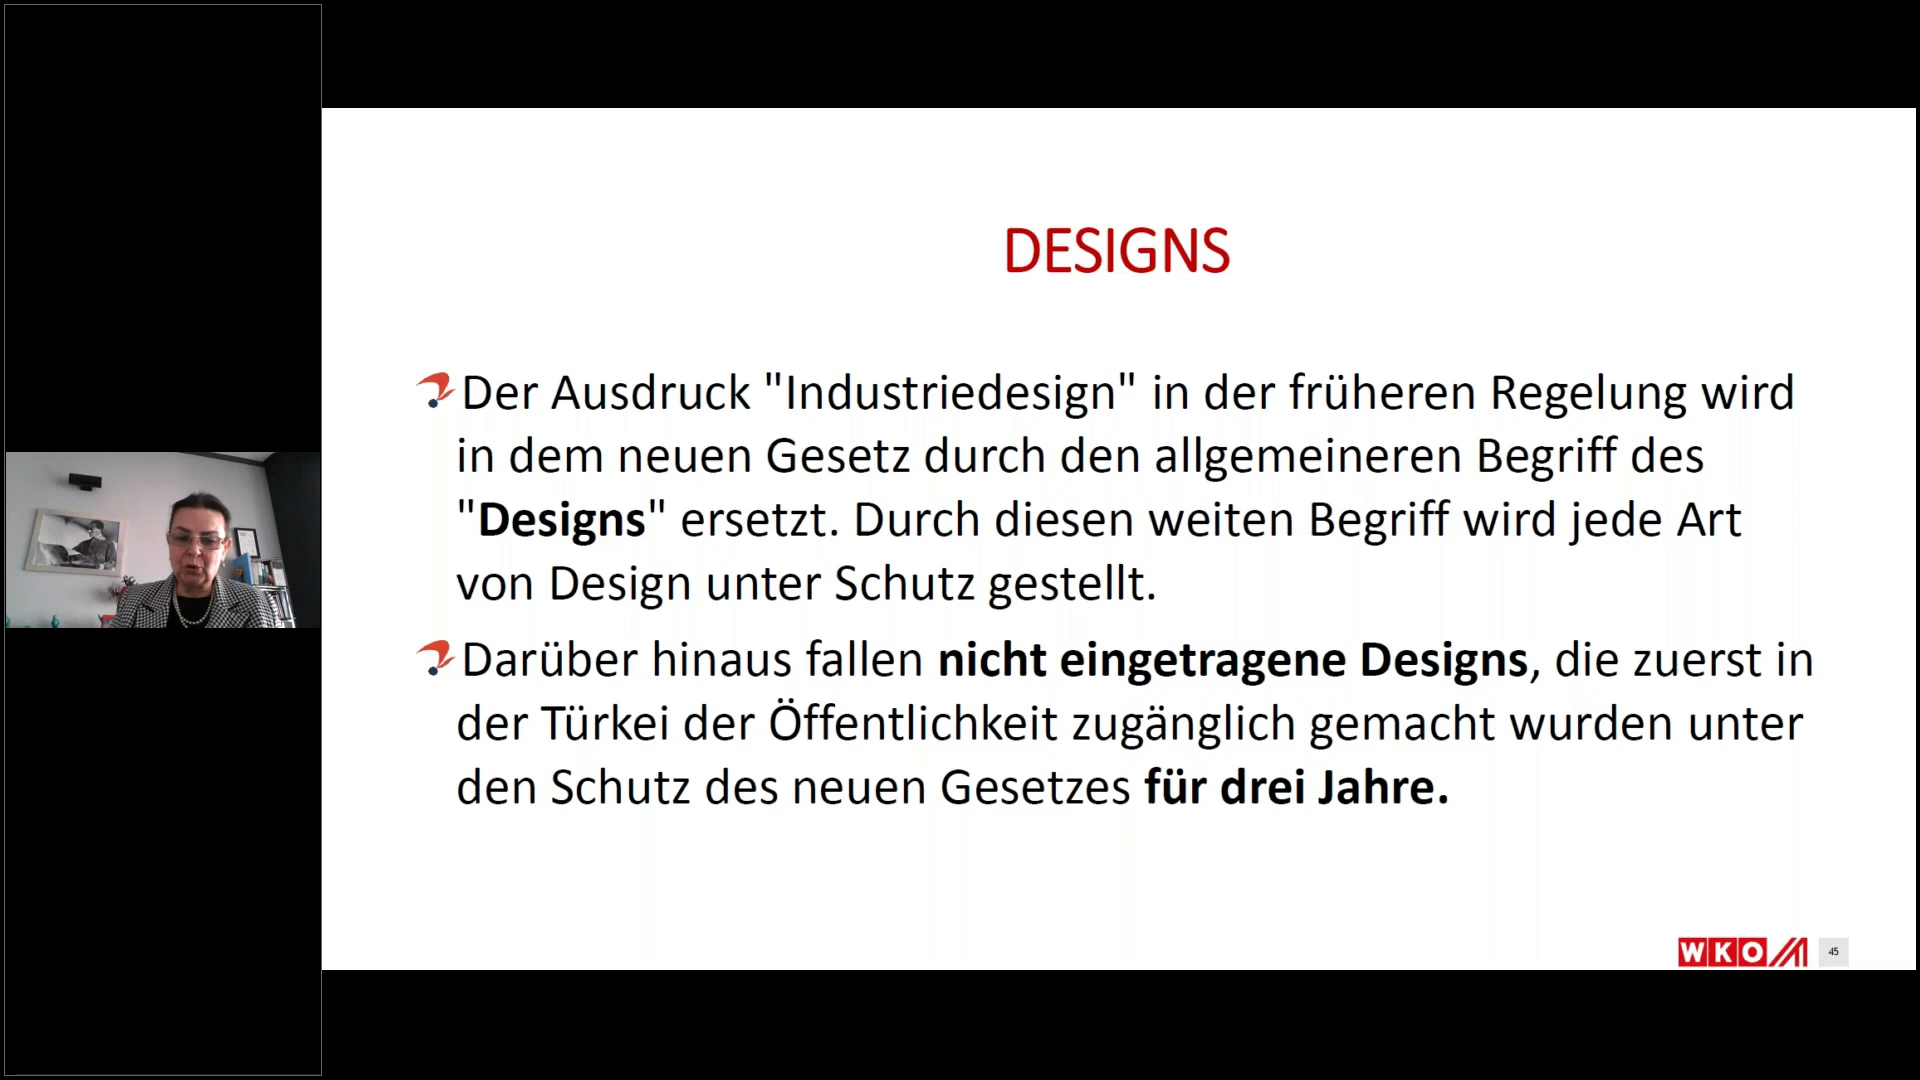 DESIGNS
Der Ausdruck "Industriedesign" in der früheren Regelung wird
in dem neuen Gesetz durch den allgemeineren Begriff des
"Designs" ersetzt. Durch diesen weiten Begriff wird jede Art
von Design unter Schutz gestellt.
Darüber hinaus fallen nicht eingetragene Designs, die zuerst in
der Türkei der Öffentlichkeit zugänglich gemacht wurden unter
den Schutz des neuen Gesetzes für drei Jahre.
WKO
45